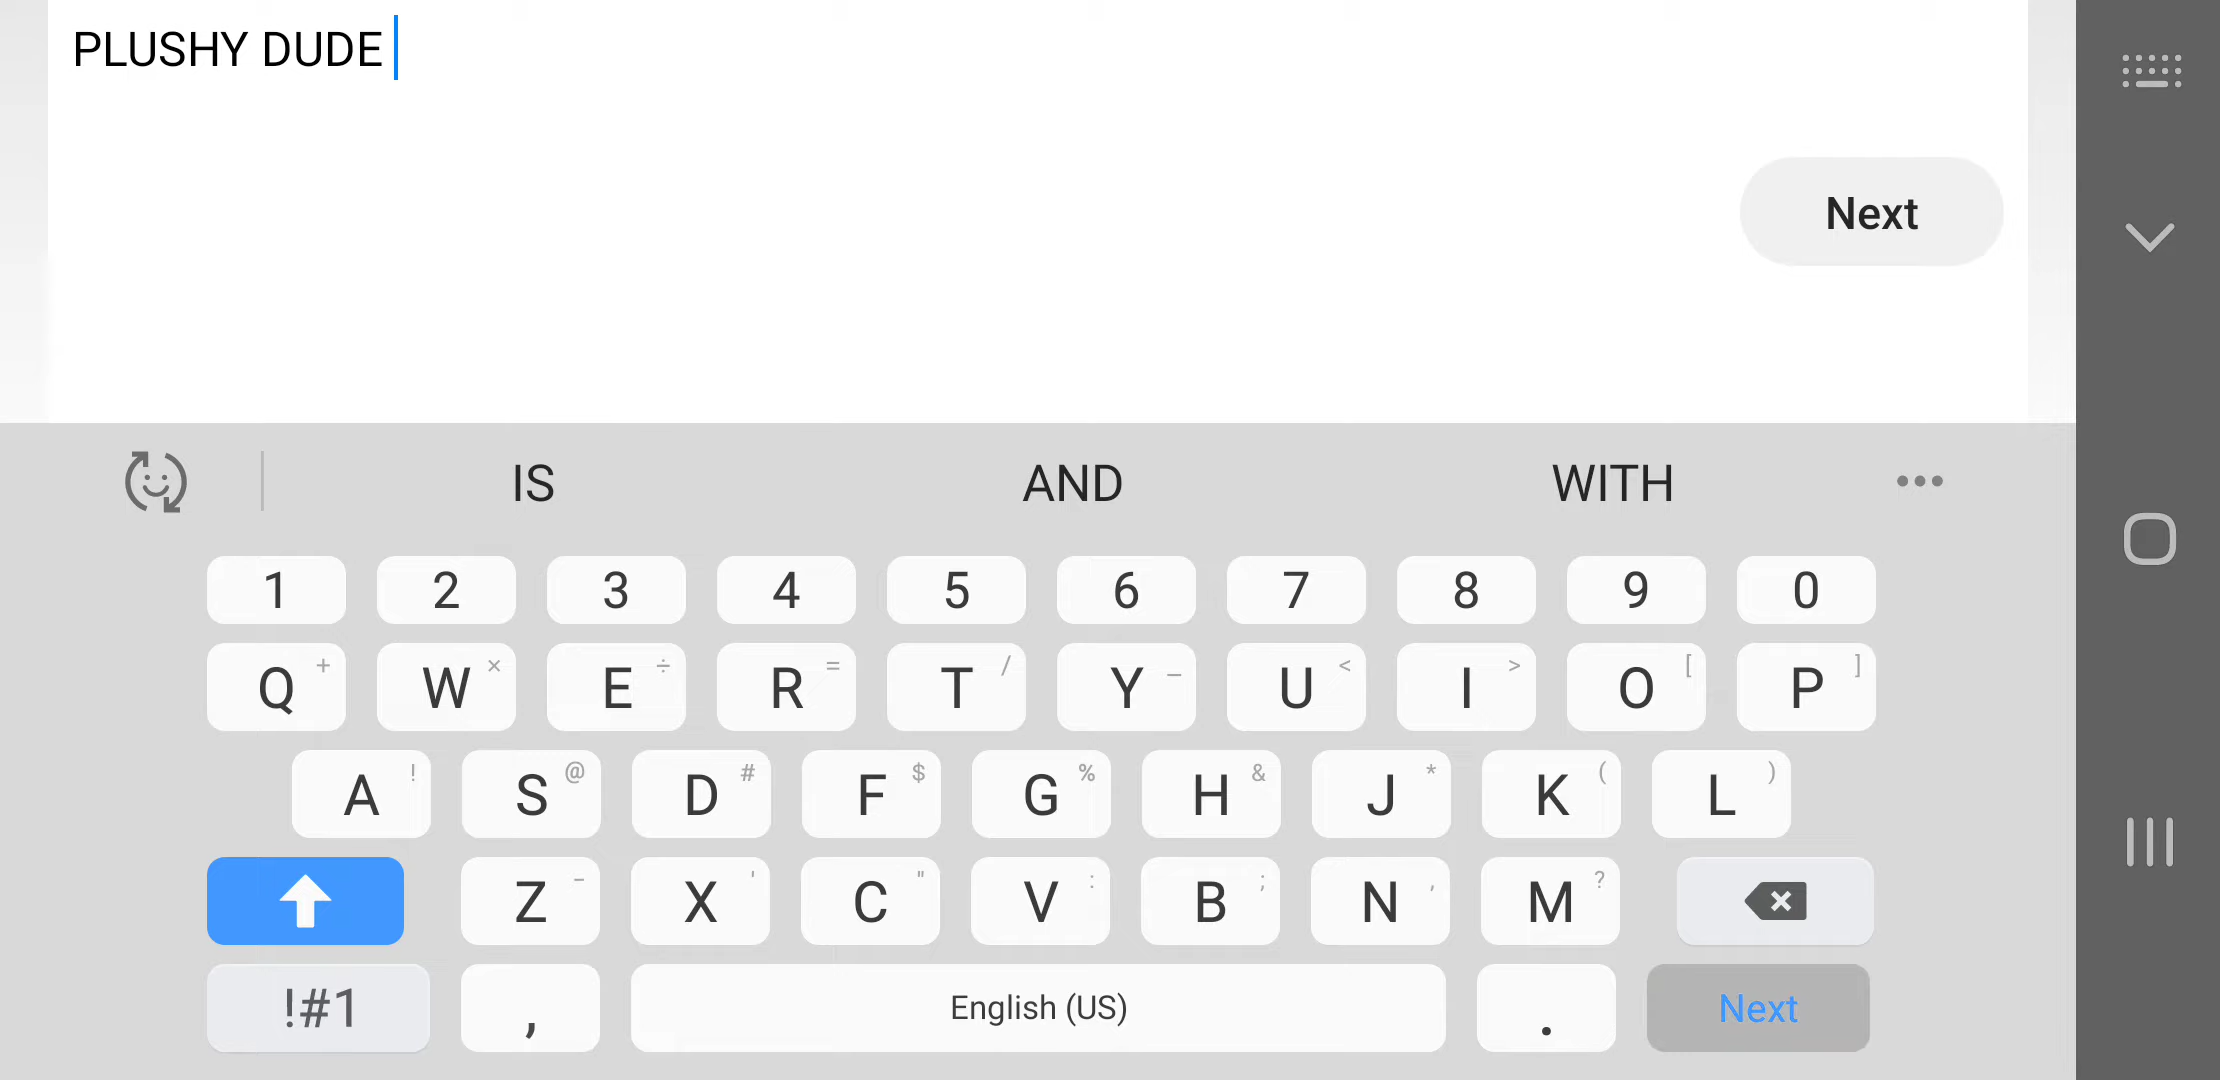 PLUSHY DUDE
Next
IS AND WITH
1 2 3 4 5 6 7 8 9 0
Q + W × E ÷ R = T / Y _ U < I > O [ P ]
A ! S @ D # F $ G % H & J * K ( L )
Z - X ' C " V : B ; N , M ?
!#1 , English (US) . Next